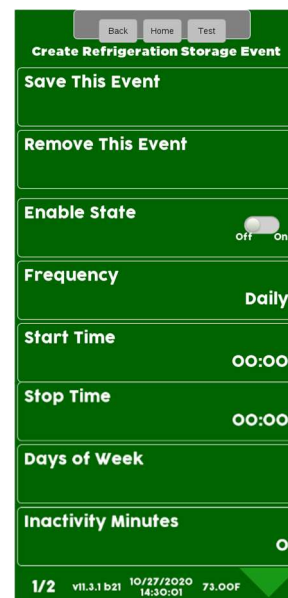 Back Home Test
Create Refrigeration Storage Event
Save This Event
Remove This Event
Enable State
Off On
Frequency
Daily
Start Time
00:00
Stop Time
00:00
Days of Week
Inactivity Minutes
0
1/2 v11.3.1 b21 10/27/2020 73.00F
14:30:01